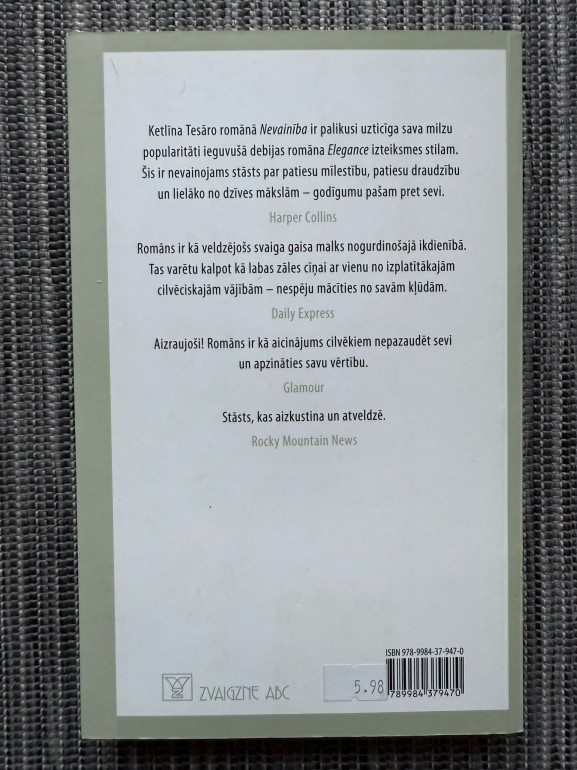 Ketlīna Tesāro romānā Nevainība ir palikusi uzticīga sava milzu
popularitāti ieguvušā debijas romāna Elegance izteiksmes stilam.
Šis ir nevainojams stāsts par patiesu mīlestību, patiesu draudzību
un lielāko no dzīves mākslām – godīgumu pašam pret sevi.
Harper Collins
Romāns ir kā veldzējošs svaiga gaisa malks nogurdinošajā ikdienībā.
Tas varētu kalpot kā labas zāles cīņai ar vienu no izplatītākajām
cilvēciskajām vājībām – nespēju mācīties no savām kļūdām.
Daily Express
Aizraujoši! Romāns ir kā aicinājums cilvēkiem nepazaudēt sevi
un apzināties savu vērtību.
Glamour
Stāsts, kas aizkustina un atveldzē.
Rocky Mountain News
ISBN 978-9984-37-947-0
5.98
789984 379470
ZVAIGZNE ABC